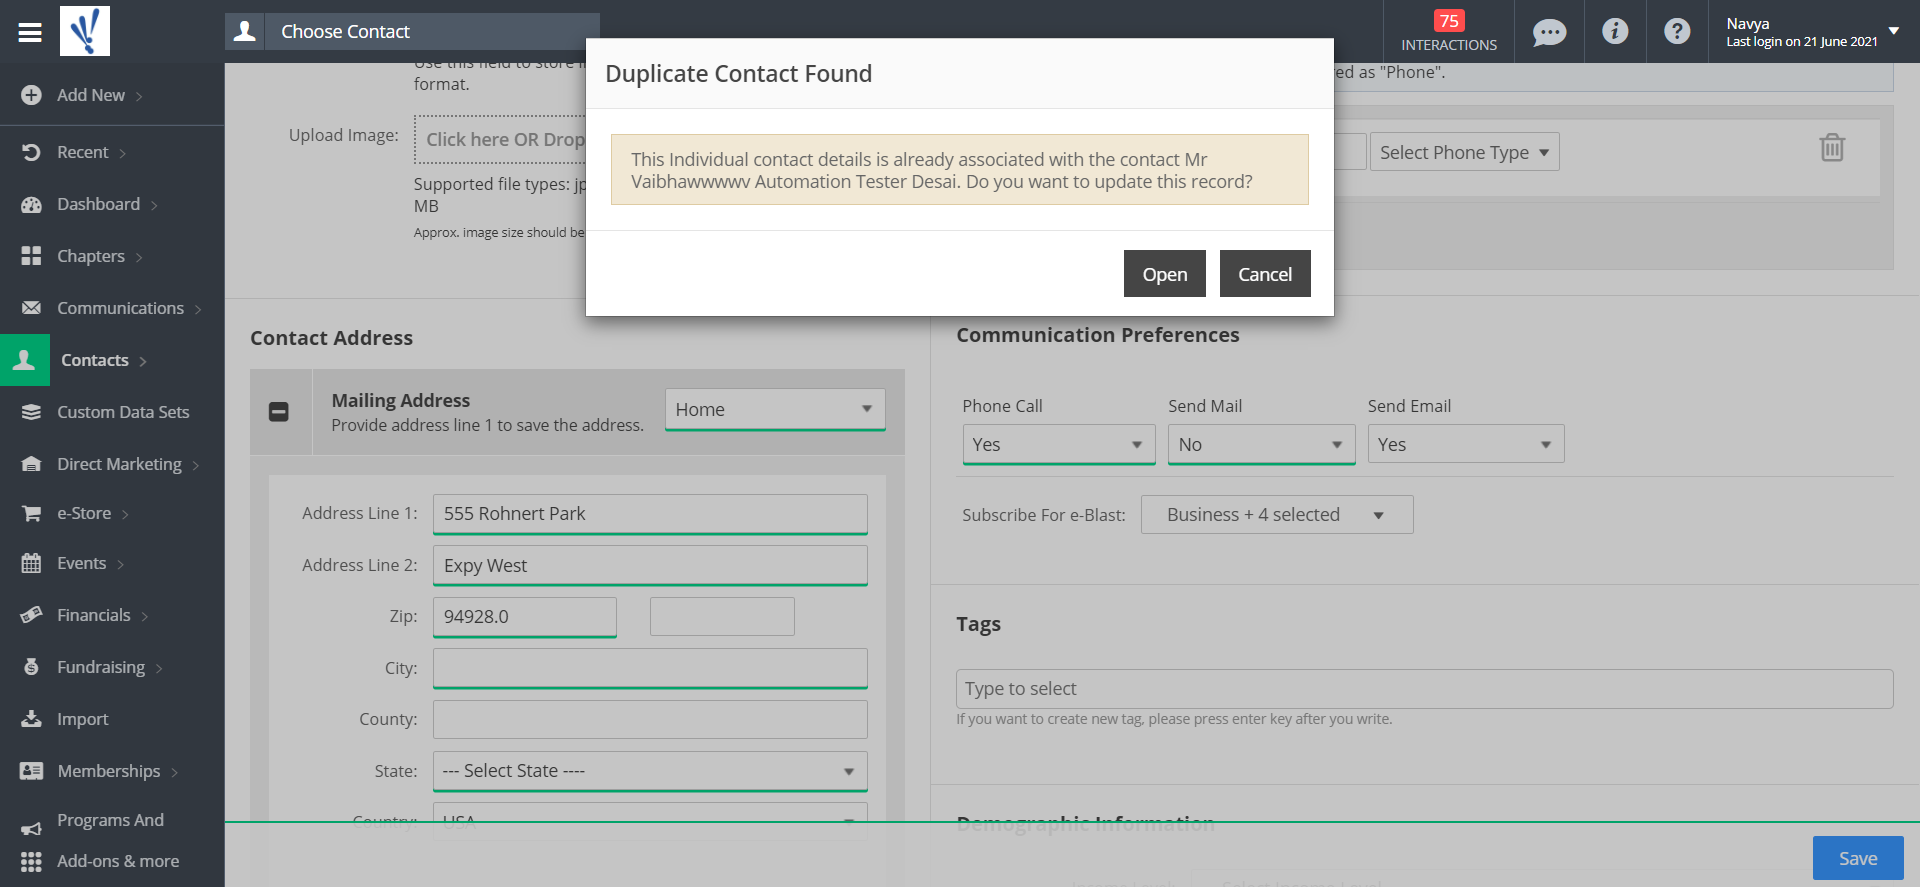 Choose Contact
75
INTERACTIONS
Navya
Last login on 21 June 2021
Add New
Recent
Dashboard
Chapters
Communications
Contacts
Custom Data Sets
Direct Marketing
e-Store
Events
Financials
Fundraising
Import
Memberships
Programs And
Add-ons & more
Use this field to store
format.
Upload Image:
Click here OR Drop
Supported file types: jp
MB
Approx. image size should be
ed as "Phone".
Select Phone Type
Duplicate Contact Found
This Individual contact details is already associated with the contact Mr
Vaibhawwwwv Automation Tester Desai. Do you want to update this record?
Open
Cancel
Contact Address
Mailing Address
Provide address line 1 to save the address.
Home
Address Line 1:
555 Rohnert Park
Address Line 2:
Expy West
Zip:
94928.0
City:
County:
State:
--- Select State ----
Country:
USA
Communication Preferences
Phone Call
Send Mail
Send Email
Yes
No
Yes
Subscribe For e-Blast:
Business + 4 selected
Tags
Type to select
If you want to create new tag, please press enter key after you write.
Demographic Information
Select Income Level
Save